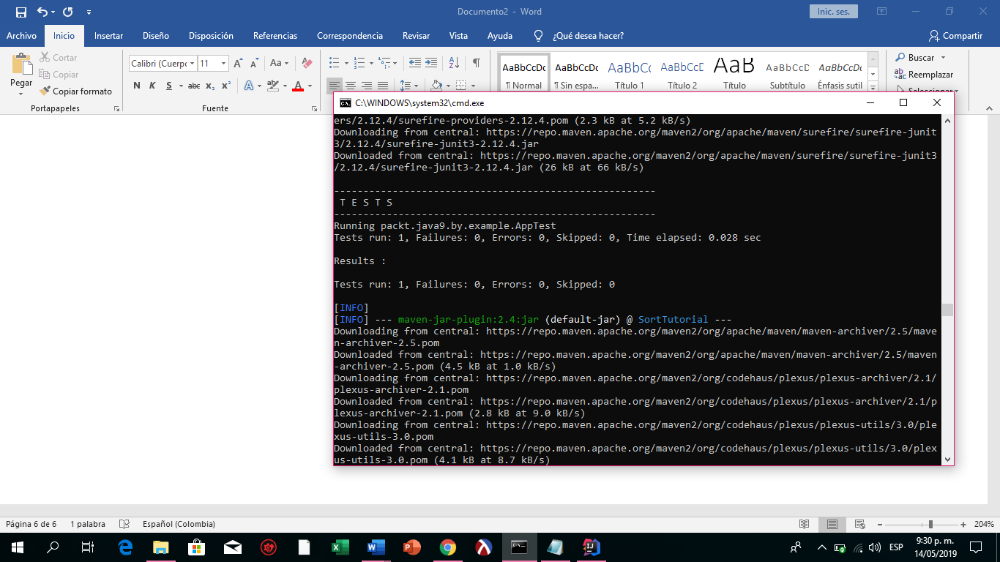 Documento2 - Word
Inic. ses.
Archivo Inicio Insertar Diseño Disposición Referencias Correspondencia Revisar Vista Ayuda ¿Qué desea hacer? Compartir
Pegar
Cortar
Copiar
Copiar formato
Portapapeles
Calibri (Cuerpo 11
Aa
N K S abc x₂ x²
Fuente
AaBbCcDc AaBbCcDc AaBbCc AaBbCcD AaB AaBbCcD AaBbCcDc
¶ Normal ¶ Sin espa... Título 1 Título 2 Título Subtítulo Énfasis sutil
Buscar
Reemplazar
Seleccionar
C:\WINDOWS\system32\cmd.exe
ers/2.12.4/surefire-providers-2.12.4.pom (2.3 kB at 5.2 kB/s)
Downloading from central: https://repo.maven.apache.org/maven2/org/apache/maven/surefire/surefire-junit
3/2.12.4/surefire-junit3-2.12.4.jar
Downloaded from central: https://repo.maven.apache.org/maven2/org/apache/maven/surefire/surefire-junit3
/2.12.4/surefire-junit3-2.12.4.jar (26 kB at 66 kB/s)
-------------------------------------------------------
T E S T S
-------------------------------------------------------
Running packt.java9.by.example.AppTest
Tests run: 1, Failures: 0, Errors: 0, Skipped: 0, Time elapsed: 0.028 sec
Results :
Tests run: 1, Failures: 0, Errors: 0, Skipped: 0
[INFO]
[INFO] --- maven-jar-plugin:2.4:jar (default-jar) @ SortTutorial ---
Downloading from central: https://repo.maven.apache.org/maven2/org/apache/maven/maven-archiver/2.5/mave
n-archiver-2.5.pom
Downloaded from central: https://repo.maven.apache.org/maven2/org/apache/maven/maven-archiver/2.5/maven
-archiver-2.5.pom (4.5 kB at 1.0 kB/s)
Downloading from central: https://repo.maven.apache.org/maven2/org/codehaus/plexus/plexus-archiver/2.1/
plexus-archiver-2.1.pom
Downloaded from central: https://repo.maven.apache.org/maven2/org/codehaus/plexus/plexus-archiver/2.1/p
lexus-archiver-2.1.pom (2.8 kB at 9.0 kB/s)
Downloading from central: https://repo.maven.apache.org/maven2/org/codehaus/plexus/plexus-utils/3.0/ple
xus-utils-3.0.pom
Downloaded from central: https://repo.maven.apache.org/maven2/org/codehaus/plexus/plexus-utils/3.0/plex
us-utils-3.0.pom (4.1 kB at 8.7 kB/s)
Página 6 de 6 1 palabra Español (Colombia) 204%
ESP
9:30 p. m.
14/05/2019